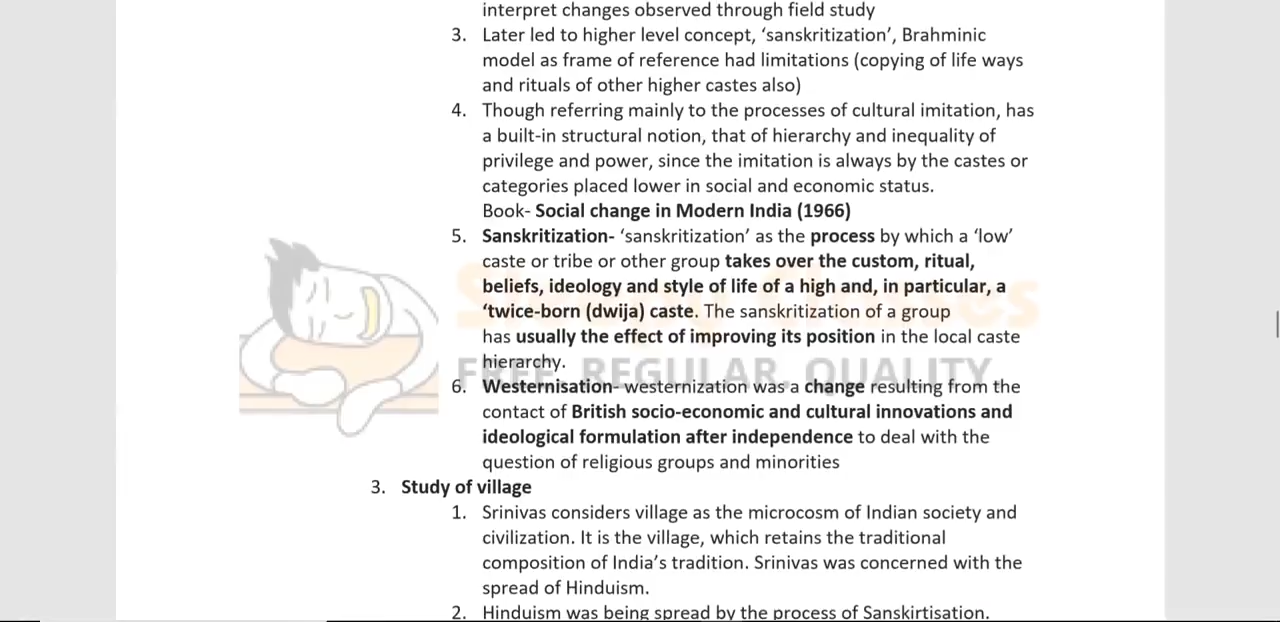 interpret changes observed through field study
3. Later led to higher level concept, ‘sanskritization’, Brahminic
model as frame of reference had limitations (copying of life ways
and rituals of other higher castes also)
4. Though referring mainly to the processes of cultural imitation, has
a built-in structural notion, that of hierarchy and inequality of
privilege and power, since the imitation is always by the castes or
categories placed lower in social and economic status.
Book- Social change in Modern India (1966)
5. Sanskritization- ‘sanskritization’ as the process by which a ‘low’
caste or tribe or other group takes over the custom, ritual,
beliefs, ideology and style of life of a high and, in particular, a
‘twice-born (dwija) caste. The sanskritization of a group
has usually the effect of improving its position in the local caste
hierarchy.
FREE REGULAR QUALITY
6. Westernisation- westernization was a change resulting from the
contact of British socio-economic and cultural innovations and
ideological formulation after independence to deal with the
question of religious groups and minorities
3. Study of village
1. Srinivas considers village as the microcosm of Indian society and
civilization. It is the village, which retains the traditional
composition of India’s tradition. Srinivas was concerned with the
spread of Hinduism.
2. Hinduism was being spread by the process of Sanskirtisation.